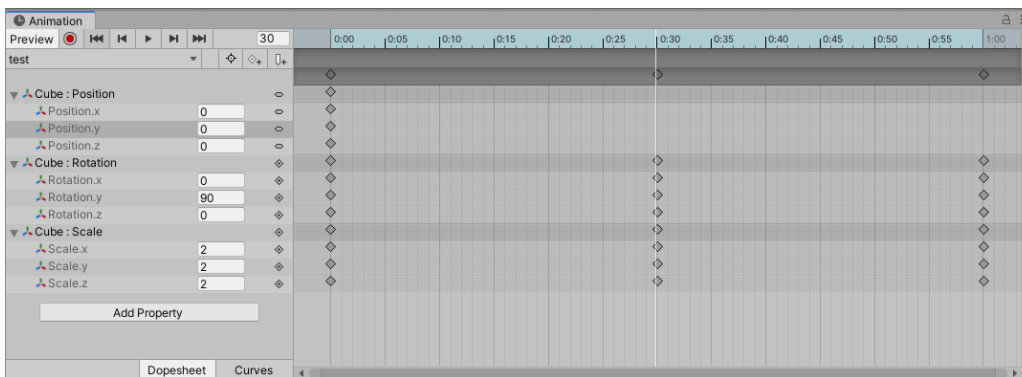 Animation
Preview 30 0:00 0:05 0:10 0:15 0:20 0:25 0:30 0:35 0:40 0:45 0:50 0:55 1:00
test
Cube : Position
Position.x 0
Position.y 0
Position.z 0
Cube : Rotation
Rotation.x 0
Rotation.y 90
Rotation.z 0
Cube : Scale
Scale.x 2
Scale.y 2
Scale.z 2
Add Property
Dopesheet Curves